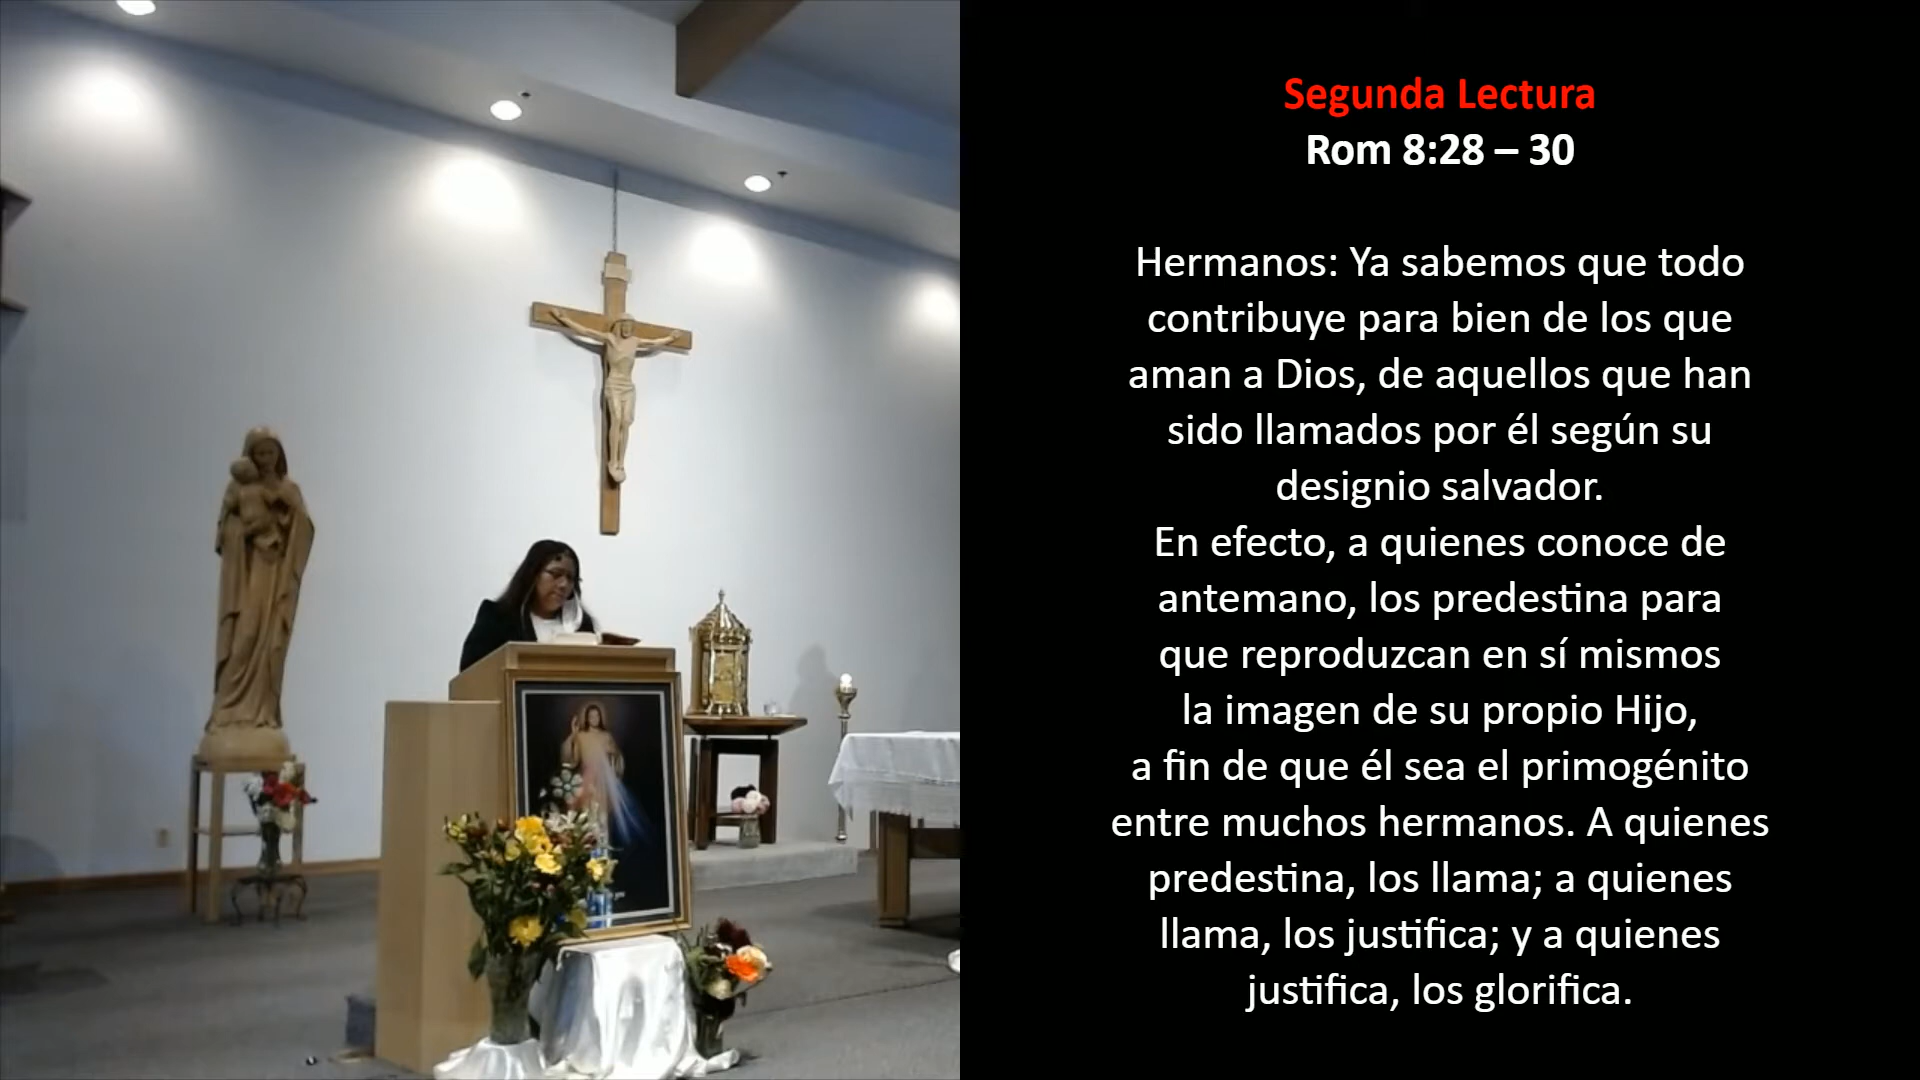 Segunda Lectura
Rom 8:28 – 30
Hermanos: Ya sabemos que todo
contribuye para bien de los que
aman a Dios, de aquellos que han
sido llamados por él según su
designio salvador.
En efecto, a quienes conoce de
antemano, los predestina para
que reproduzcan en sí mismos
la imagen de su propio Hijo,
a fin de que él sea el primogénito
entre muchos hermanos. A quienes
predestina, los llama; a quienes
llama, los justifica; y a quienes
justifica, los glorifica.